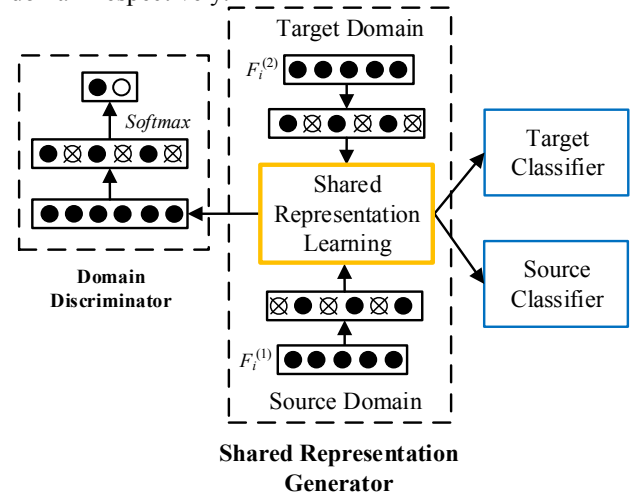 Target Domain
F_i^{(2)}
Softmax
Target
Classifier
Shared
Representation
Learning
Domain
Discriminator
Source
Classifier
F_i^{(1)}
Source Domain
Shared Representation
Generator